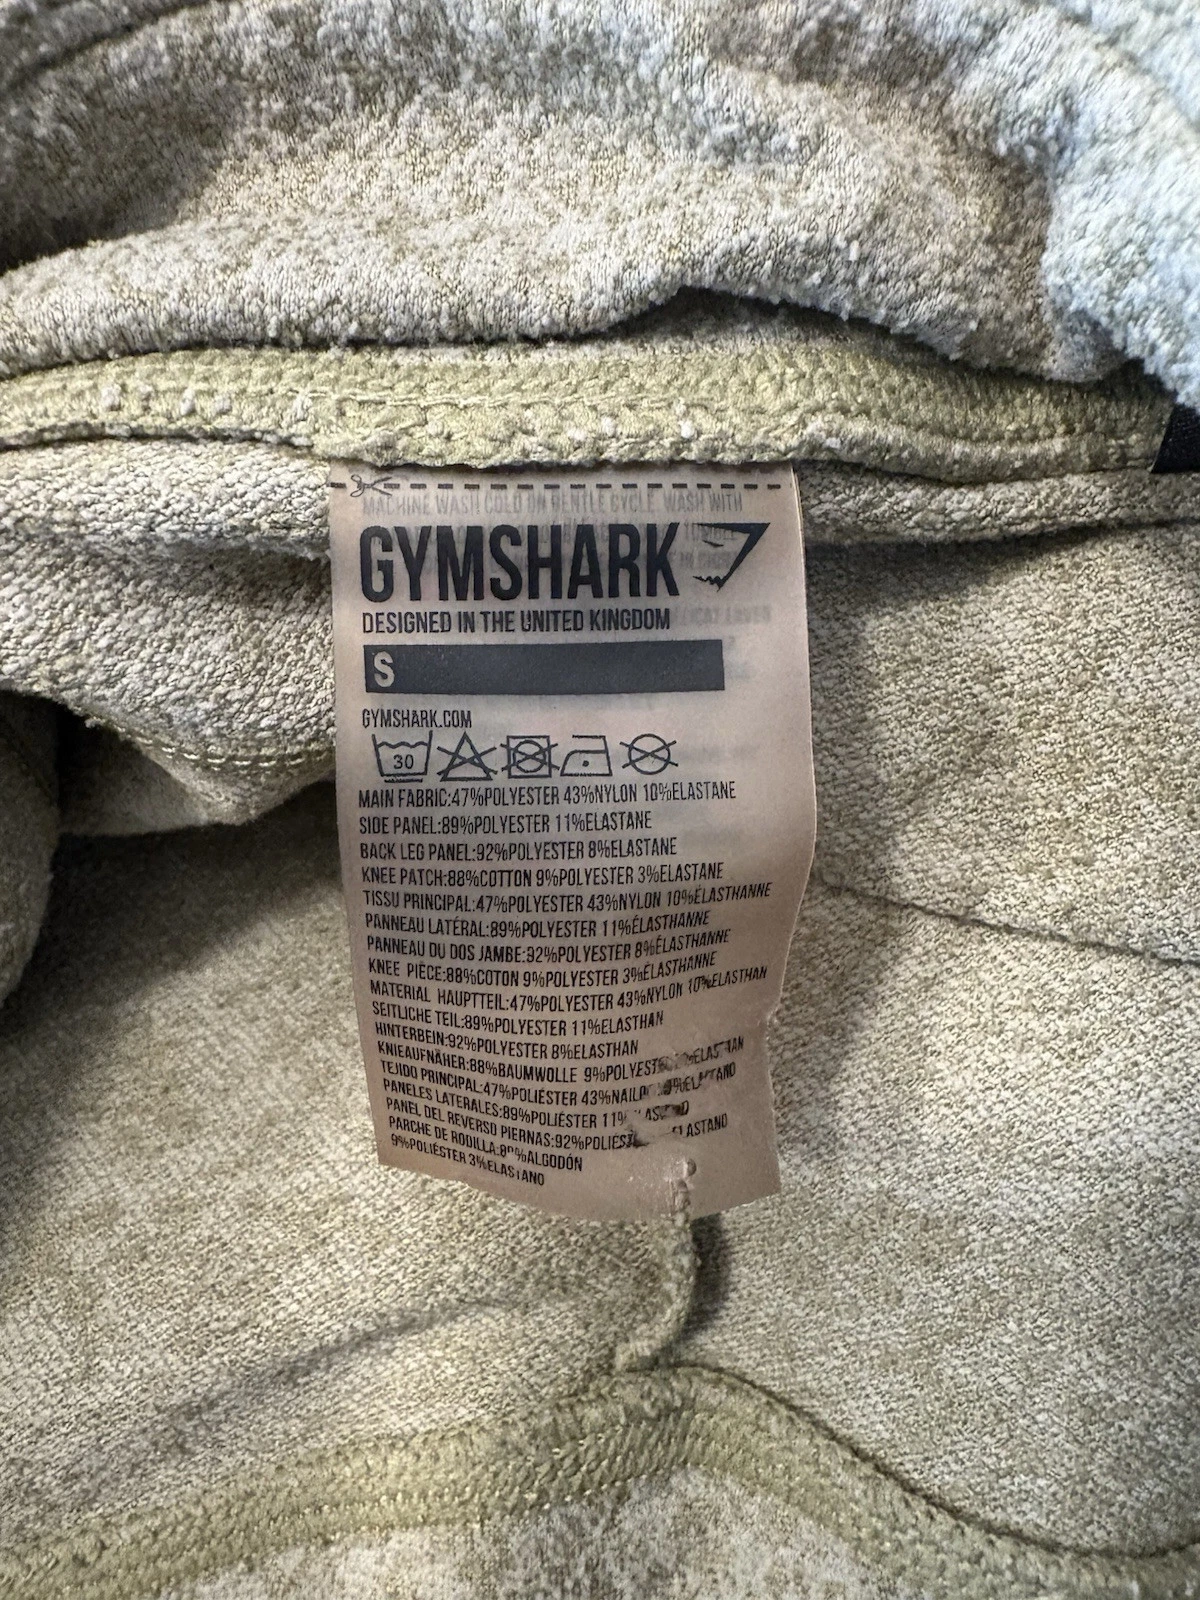 MACHINE WASH COLD ON GENTLE CYCLE. WASH WITH
GYMSHARK
DESIGNED IN THE UNITED KINGDOM
S
GYMSHARK.COM
30
MAIN FABRIC:47%POLYESTER 43%NYLON 10%ELASTANE
SIDE PANEL:89%POLYESTER 11%ELASTANE
BACK LEG PANEL:92%POLYESTER 8%ELASTANE
KNEE PATCH:88%COTTON 9%POLYESTER 3%ELASTANE
TISSU PRINCIPAL:47%POLYESTER 43%NYLON 10%ÉLASTHANNE
PANNEAU LATÉRAL:89%POLYESTER 11%ÉLASTHANNE
PANNEAU DU DOS JAMBE:92%POLYESTER 8%ÉLASTHANNE
KNEE PIÈCE:88%COTON 9%POLYESTER 3%ÉLASTHANNE
MATERIAL HAUPTTEIL:47%POLYESTER 43%NYLON 10%ELASTHAN
SEITLICHE TEIL:89%POLYESTER 11%ELASTHAN
HINTERBEIN:92%POLYESTER 8%ELASTHAN
KNIEAUFNÄHER:88%BAUMWOLLE 9%POLYESTER ELASTHAN
TEJIDO PRINCIPAL:47%POLIÉSTER 43%NAILON ELASTANO
PANELES LATERALES:89%POLIÉSTER 11%
PANEL DEL REVERSO PIERNAS:92%POLIÉSTER ELASTANO
PARCHE DE RODILLA:88%ALGODÓN
9%POLIÉSTER 3%ELASTANO